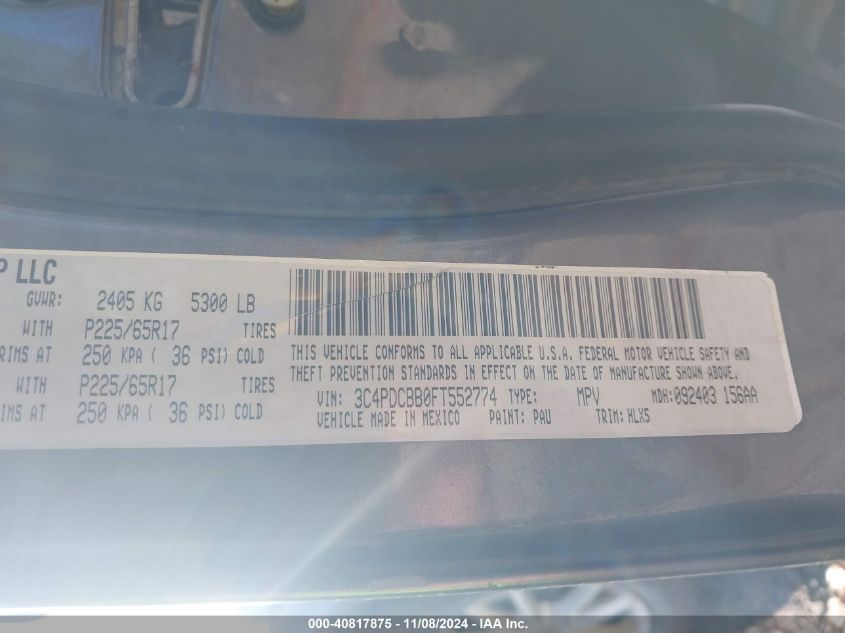 P LLC
GVWR: 2405 KG 5300 LB
WITH P225/65R17 TIRES
RIMS AT 250 KPA ( 36 PSI) COLD
WITH P225/65R17 TIRES
IMS AT 250 KPA ( 36 PSI) COLD
THIS VEHICLE CONFORMS TO ALL APPLICABLE U.S.A. FEDERAL MOTOR VEHICLE SAFETY AND
THEFT PREVENTION STANDARDS IN EFFECT ON THE DATE OF MANUFACTURE SHOWN ABOVE.
VIN: 3C4PDCBB0FT552774 TYPE: MPV MDH:092403 156AA
VEHICLE MADE IN MEXICO PAINT: PAU TRIM: HLX5
000-40817875 - 11/08/2024 - IAA Inc.